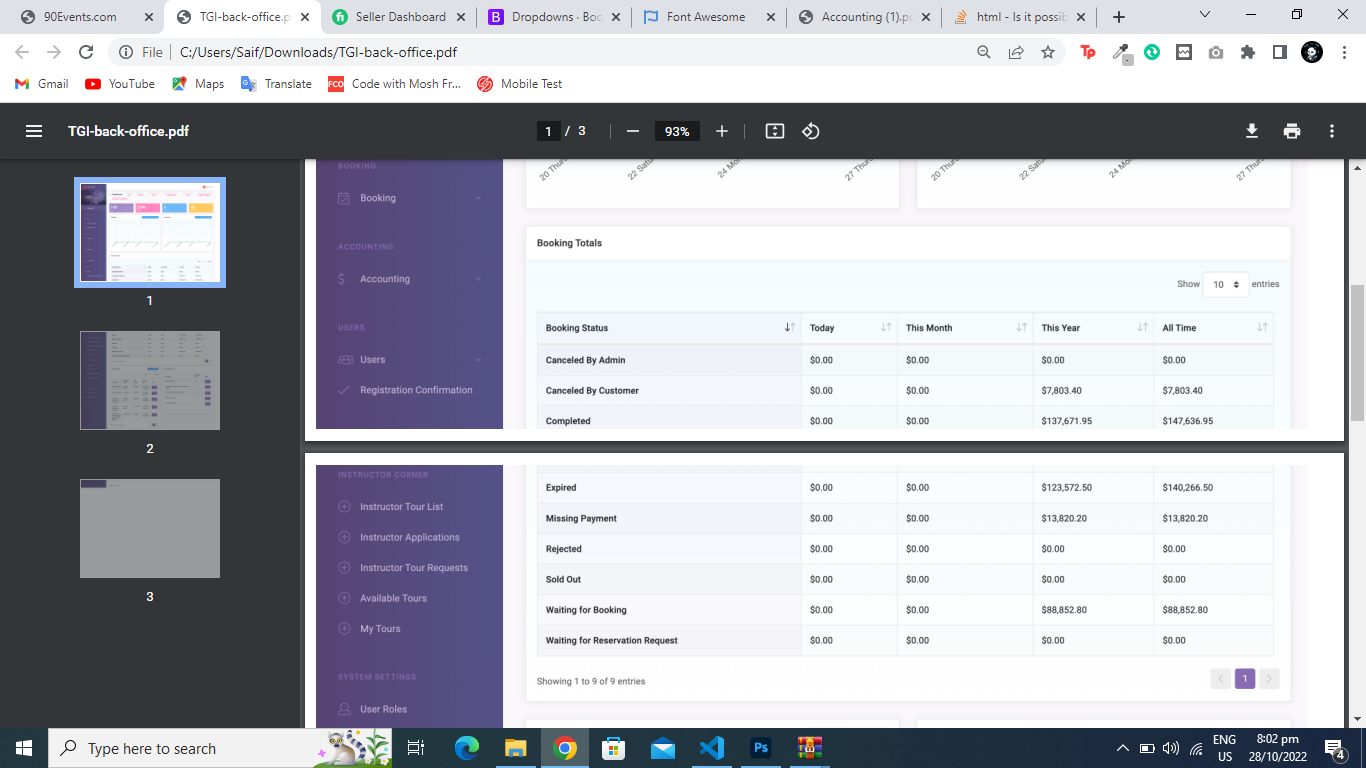 90Events.com
TGI-back-office.p
Seller Dashboard
Dropdowns · Boo
Font Awesome
Accounting (1).pd
html - Is it possib
File
C:/Users/Saif/Downloads/TGI-back-office.pdf
Gmail
YouTube
Maps
Translate
Code with Mosh Fr...
Mobile Test
TGI-back-office.pdf
1 / 3
93%
1
2
3
BOOKING
Booking
ACCOUNTING
Accounting
USERS
Users
Registration Confirmation
20 Thur
22 Satu
24 Mon
27 Thur
20 Thur
22 Satu
24 Mon
27 Thur
Booking Totals
Show 10 entries
Booking Status Today This Month This Year All Time
Canceled By Admin $0.00 $0.00 $0.00 $0.00
Canceled By Customer $0.00 $0.00 $7,803.40 $7,803.40
Completed $0.00 $0.00 $137,671.95 $147,636.95
INSTRUCTOR CORNER
Instructor Tour List
Instructor Applications
Instructor Tour Requests
Available Tours
My Tours
SYSTEM SETTINGS
User Roles
Expired $0.00 $0.00 $123,572.50 $140,266.50
Missing Payment $0.00 $0.00 $13,820.20 $13,820.20
Rejected $0.00 $0.00 $0.00 $0.00
Sold Out $0.00 $0.00 $0.00 $0.00
Waiting for Booking $0.00 $0.00 $88,852.80 $88,852.80
Waiting for Reservation Request $0.00 $0.00 $0.00 $0.00
Showing 1 to 9 of 9 entries
1
Type here to search
ENG
US
8:02 pm
28/10/2022
4